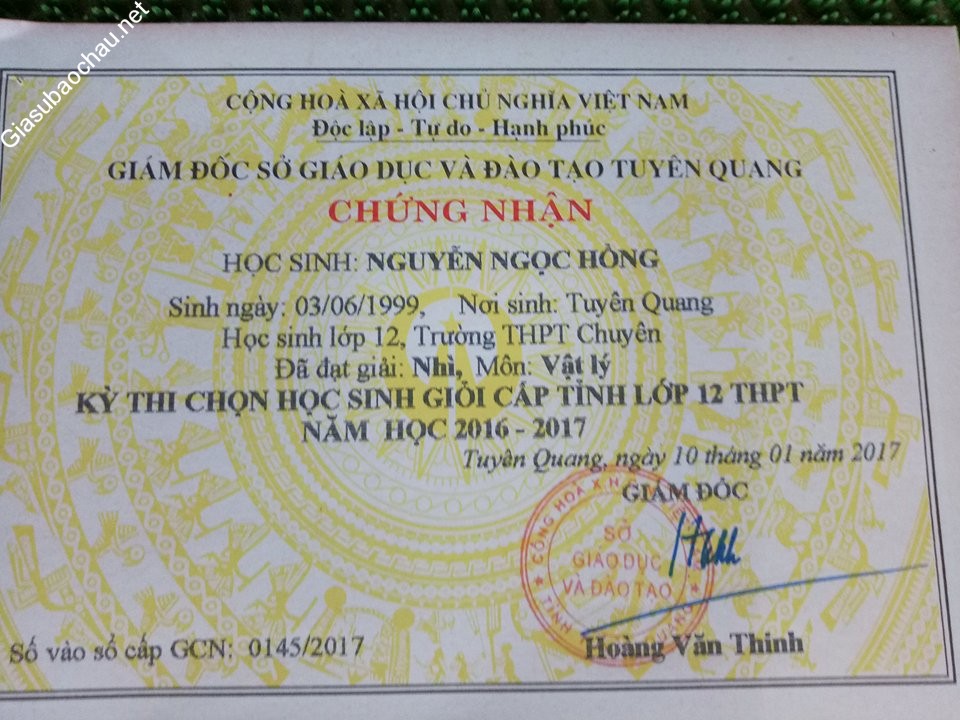 Giasubaochau.net
CỘNG HOÀ XÃ HỘI CHỦ NGHĨA VIỆT NAM
Độc lập - Tự do - Hạnh phúc
GIÁM ĐỐC SỞ GIÁO DỤC VÀ ĐÀO TẠO TUYÊN QUANG
CHỨNG NHẬN
HỌC SINH: NGUYỄN NGỌC HỒNG
Sinh ngày: 03/06/1999, Nơi sinh: Tuyên Quang
Học sinh lớp 12, Trường THPT Chuyên
Đã đạt giải: Nhì, Môn: Vật lý
KỲ THI CHỌN HỌC SINH GIỎI CẤP TỈNH LỚP 12 THPT
NĂM HỌC 2016 - 2017
Tuyên Quang, ngày 10 tháng 01 năm 2017
GIÁM ĐỐC
CỘNG HOÀ X.H
SỞ
GIÁO DỤC
VÀ ĐÀO TẠO
TỈNH
Hoàng Văn Thinh
Số vào sổ cấp GCN: 0145/2017